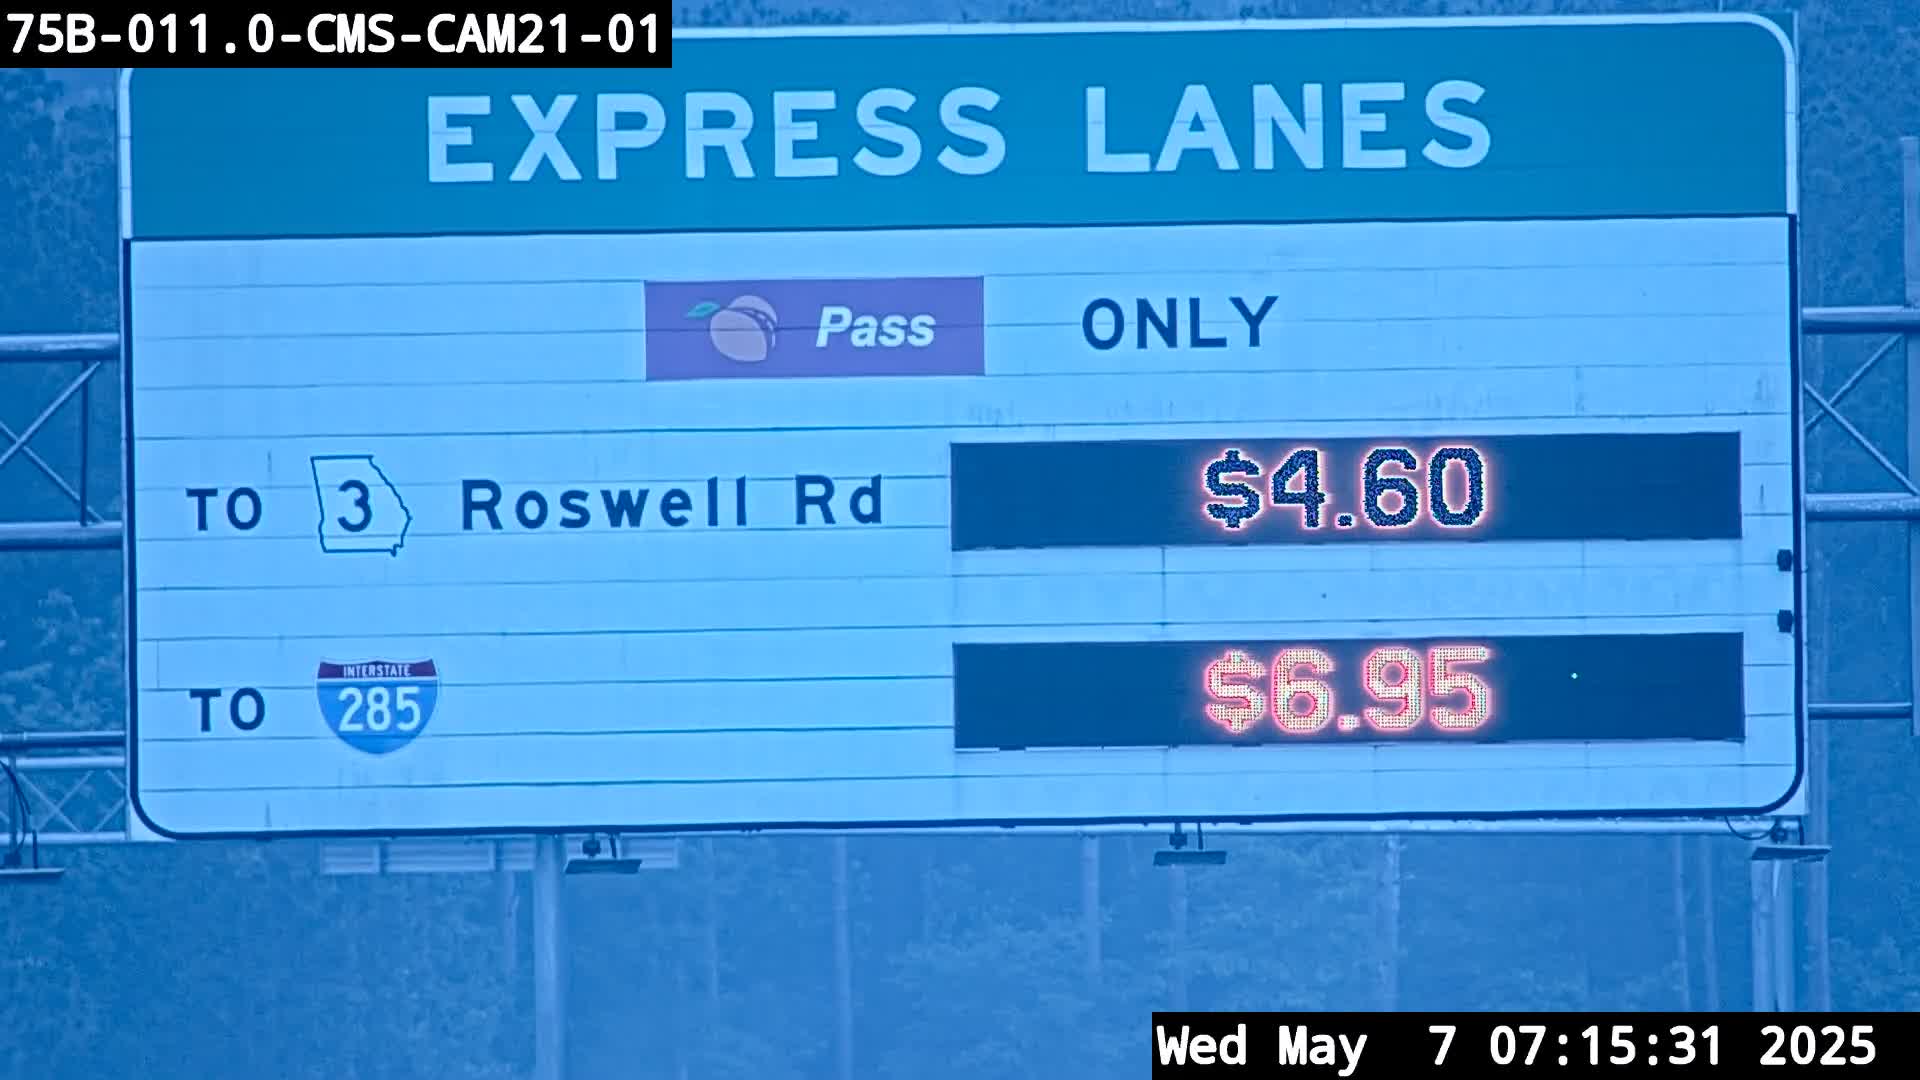 75B-011.0-CMS-CAM21-01
EXPRESS LANES
Pass ONLY
TO 3 Roswell Rd $4.60
INTERSTATE
TO 285 $6.95
Wed May 7 07:15:31 2025